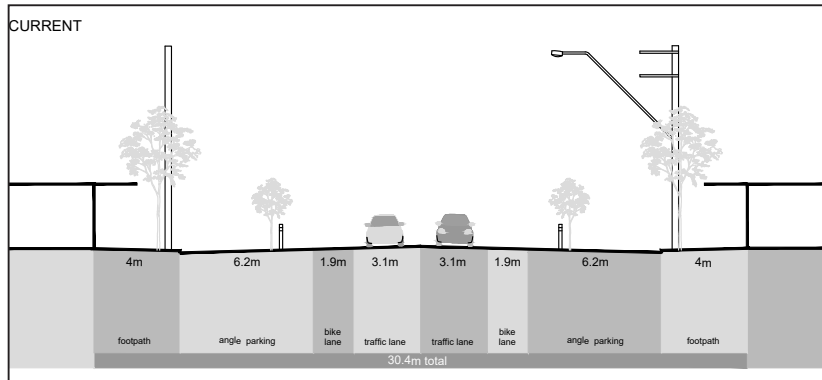 CURRENT
4m 6.2m 1.9m 3.1m 3.1m 1.9m 6.2m 4m
footpath angle parking bike lane traffic lane traffic lane bike lane angle parking footpath
30.4m total